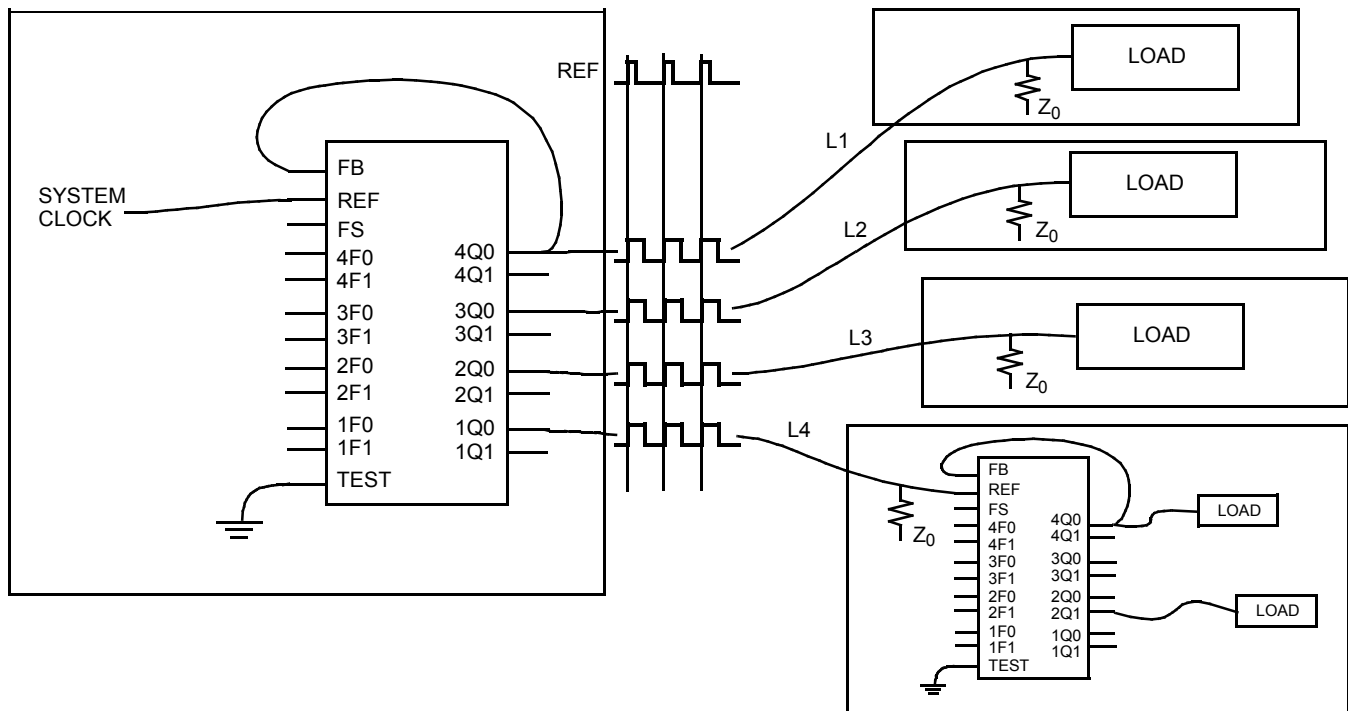 REF
SYSTEM
CLOCK
FB
REF
FS
4F0
4F1
3F0
3F1
2F0
2F1
1F0
1F1
TEST
4Q0
4Q1
3Q0
3Q1
2Q0
2Q1
1Q0
1Q1
L1
L2
L3
L4
LOAD
Z0
LOAD
Z0
LOAD
Z0
Z0
FB
REF
FS
4F0
4F1
3F0
3F1
2F0
2F1
1F0
1F1
TEST
4Q0
4Q1
3Q0
3Q1
2Q0
2Q1
1Q0
1Q1
LOAD
LOAD